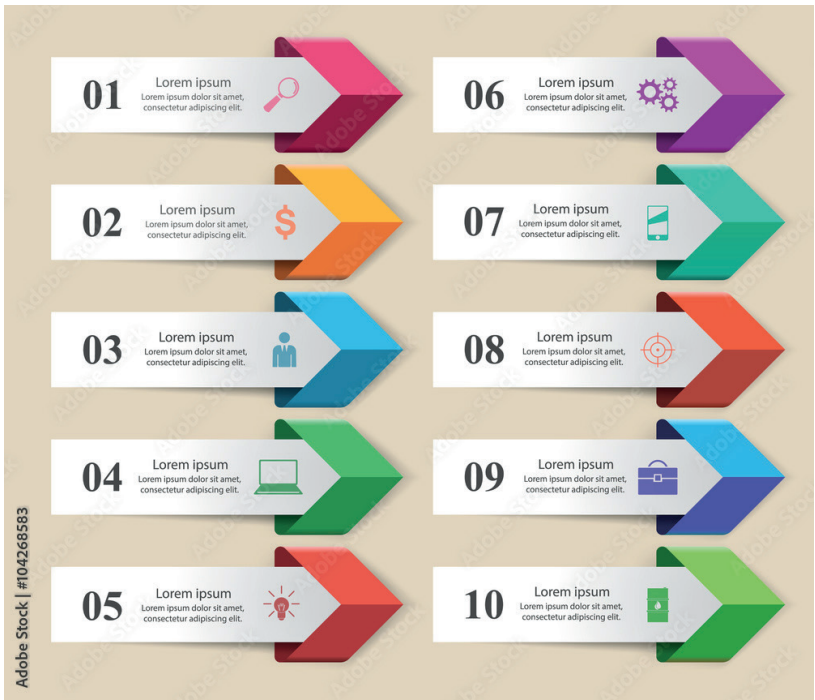 01
Lorem ipsum
Lorem ipsum dolor sit amet,
consectetur adipiscing elit.
02
Lorem ipsum
Lorem ipsum dolor sit amet,
consectetur adipiscing elit.
03
Lorem ipsum
Lorem ipsum dolor sit amet,
consectetur adipiscing elit.
04
Lorem ipsum
Lorem ipsum dolor sit amet,
consectetur adipiscing elit.
05
Lorem ipsum
Lorem ipsum dolor sit amet,
consectetur adipiscing elit.
06
Lorem ipsum
Lorem ipsum dolor sit amet,
consectetur adipiscing elit.
07
Lorem ipsum
Lorem ipsum dolor sit amet,
consectetur adipiscing elit.
08
Lorem ipsum
Lorem ipsum dolor sit amet,
consectetur adipiscing elit.
09
Lorem ipsum
Lorem ipsum dolor sit amet,
consectetur adipiscing elit.
10
Lorem ipsum
Lorem ipsum dolor sit amet,
consectetur adipiscing elit.
$
Adobe Stock | #104268583
Adobe Stock